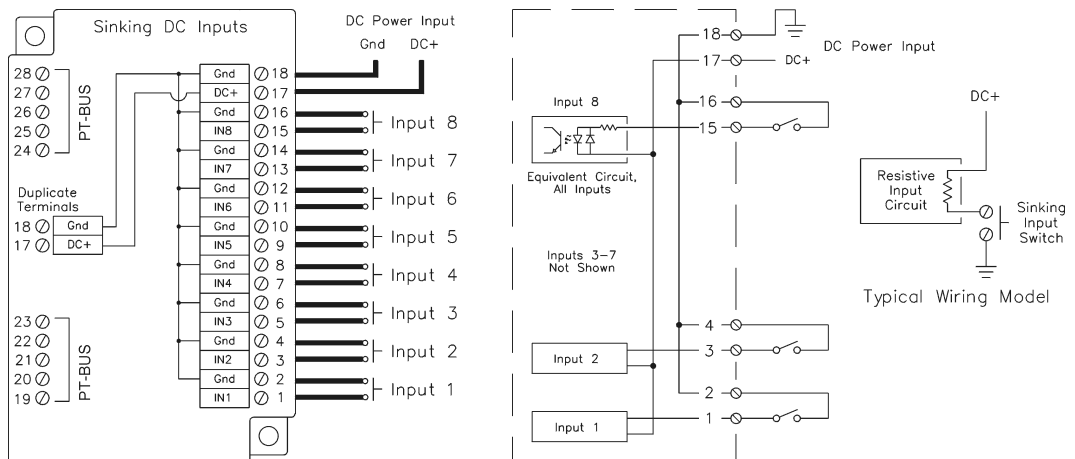 Sinking DC Inputs
DC Power Input
Gnd DC+
28
27
26
25
24
PT-BUS
Duplicate
Terminals
18 Gnd
17 DC+
23
22
21
20
19
PT-BUS
Gnd 18
DC+ 17
Gnd 16
IN8 15
Input 8
Gnd 14
IN7 13
Input 7
Gnd 12
IN6 11
Input 6
Gnd 10
IN5 9
Input 5
Gnd 8
IN4 7
Input 4
Gnd 6
IN3 5
Input 3
Gnd 4
IN2 3
Input 2
Gnd 2
IN1 1
Input 1
18
DC Power Input
17 DC+
16
Input 8
15
Equivalent Circuit,
All Inputs
Inputs 3-7
Not Shown
4
Input 2 3
2
Input 1 1
DC+
Resistive
Input
Circuit
Sinking
Input
Switch
Typical Wiring Model